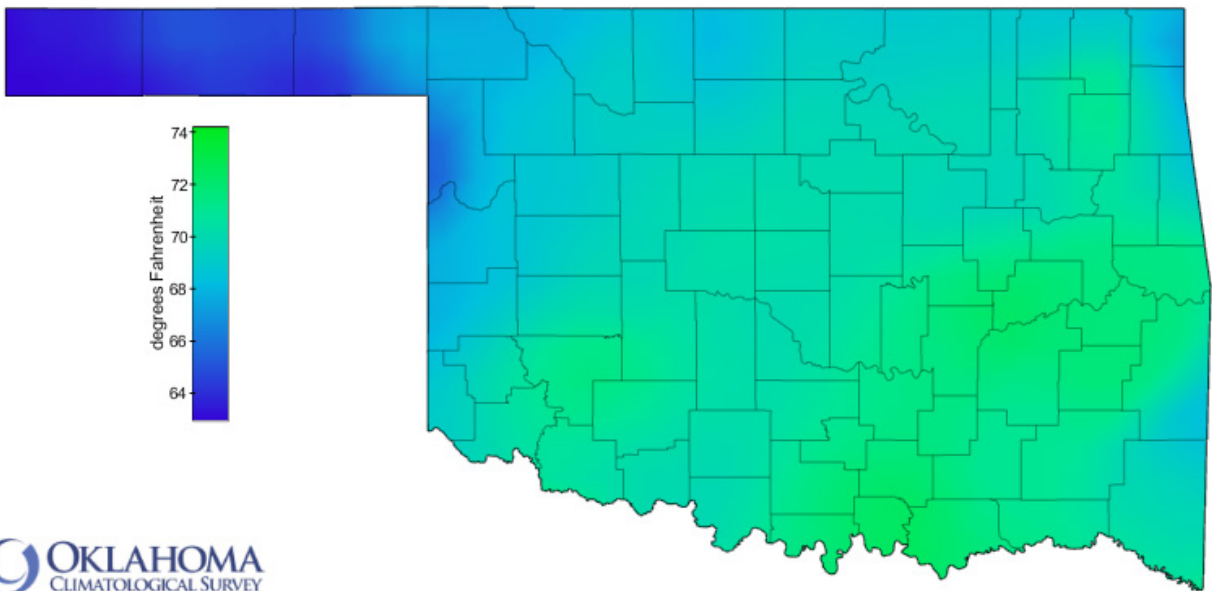 74
72
70
68
66
64
degrees Fahrenheit
OKLAHOMA
CLIMATOLOGICAL SURVEY